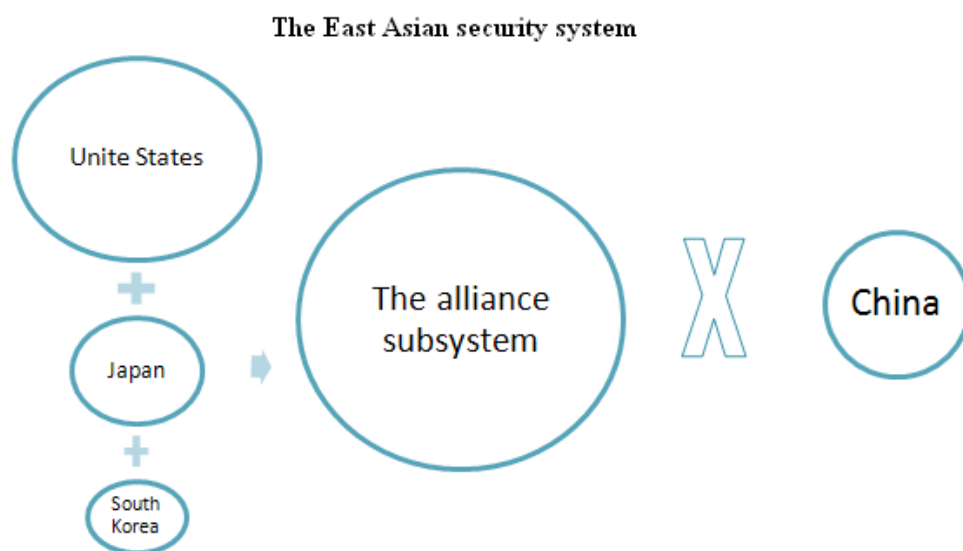 The East Asian security system
Unite States
Japan
South
Korea
The alliance
subsystem
X
China